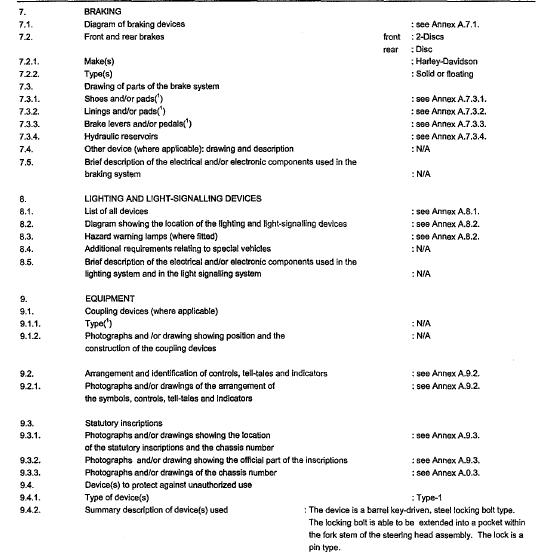 7. BRAKING
7.1. Diagram of braking devices : see Annex A.7.1.
7.2. Front and rear brakes front : 2-Discs
rear : Disc
7.2.1. Make(s) : Harley-Davidson
7.2.2. Type(s) : Solid or floating
7.3. Drawing of parts of the brake system
7.3.1. Shoes and/or pads(¹) : see Annex A.7.3.1.
7.3.2. Linings and/or pads(¹) : see Annex A.7.3.2.
7.3.3. Brake levers and/or pedals(¹) : see Annex A.7.3.3.
7.3.4. Hydraulic reservoirs : see Annex A.7.3.4.
7.4. Other device (where applicable): drawing and description : N/A
7.5. Brief description of the electrical and/or electronic components used in the
braking system : N/A
8. LIGHTING AND LIGHT-SIGNALLING DEVICES
8.1. List of all devices : see Annex A.8.1.
8.2. Diagram showing the location of the lighting and light-signalling devices : see Annex A.8.2.
8.3. Hazard warning lamps (where fitted) : see Annex A.8.2.
8.4. Additional requirements relating to special vehicles : N/A
8.5. Brief description of the electrical and/or electronic components used in the
lighting system and in the light signalling system : N/A
9. EQUIPMENT
9.1. Coupling devices (where applicable)
9.1.1. Type(¹) : N/A
9.1.2. Photographs and /or drawing showing position and the : N/A
construction of the coupling devices
9.2. Arrangement and identification of controls, tell-tales and indicators : see Annex A.9.2.
9.2.1. Photographs and/or drawings of the arrangement of : see Annex A.9.2.
the symbols, controls, tell-tales and indicators
9.3. Statutory inscriptions
9.3.1. Photographs and/or drawings showing the location : see Annex A.9.3.
of the statutory inscriptions and the chassis number
9.3.2. Photographs and/or drawing showing the official part of the inscriptions : see Annex A.9.3.
9.3.3. Photographs and/or drawings of the chassis number : see Annex A.0.3.
9.4. Device(s) to protect against unauthorized use
9.4.1. Type of device(s) : Type-1
9.4.2. Summary description of device(s) used : The device is a barrel key-driven, steel locking bolt type.
The locking bolt is able to be extended into a pocket within
the fork stem of the steering head assembly. The lock is a
pin type.